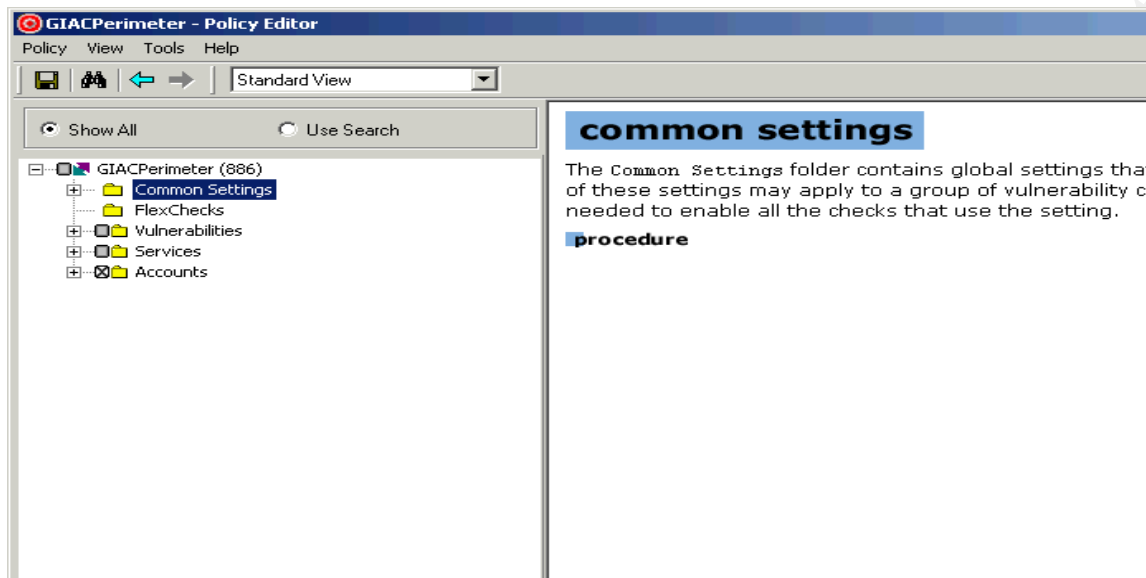 GIACPerimeter - Policy Editor
Policy View Tools Help
Standard View
Show All Use Search
GIACPerimeter (886)
Common Settings
FlexChecks
Vulnerabilities
Services
Accounts
common settings
The Common Settings folder contains global settings tha
of these settings may apply to a group of vulnerability c
needed to enable all the checks that use the setting.
procedure